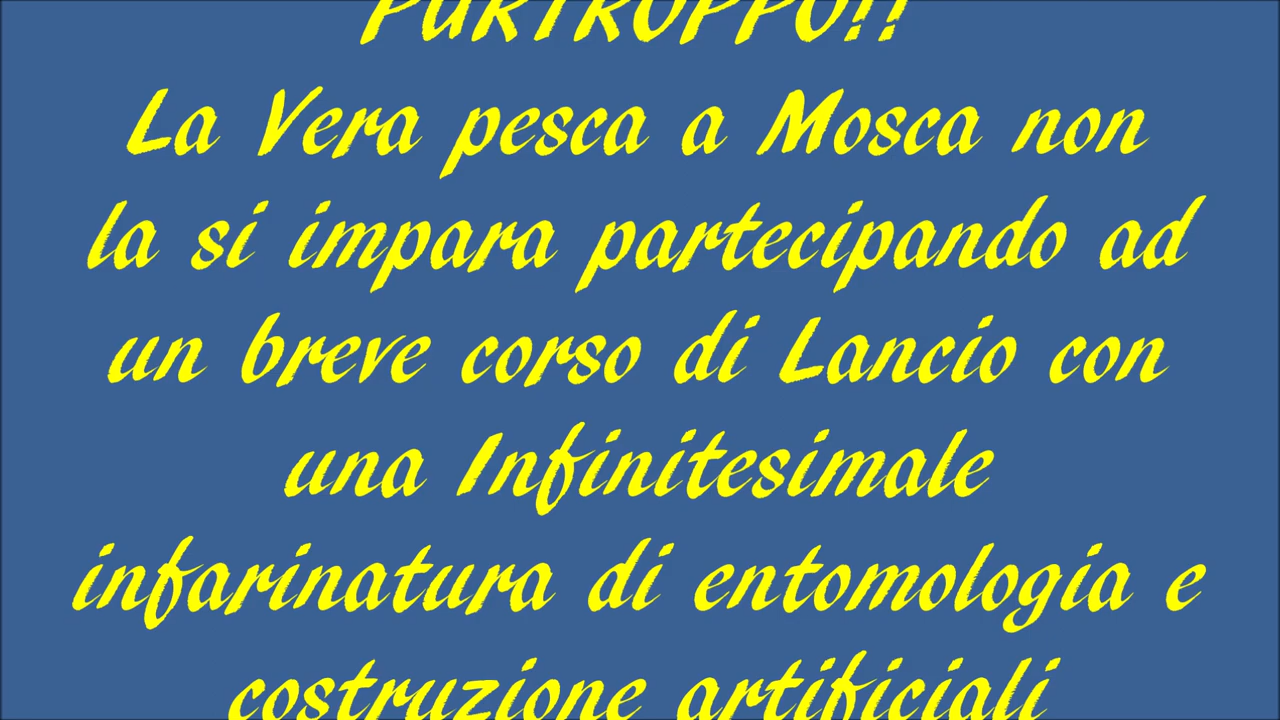 PURTROPPO!!
La Vera pesca a Mosca non
la si impara partecipando ad
un breve corso di Lancio con
una Infinitesimale
infarinatura di entomologia e
costruzione artificiali